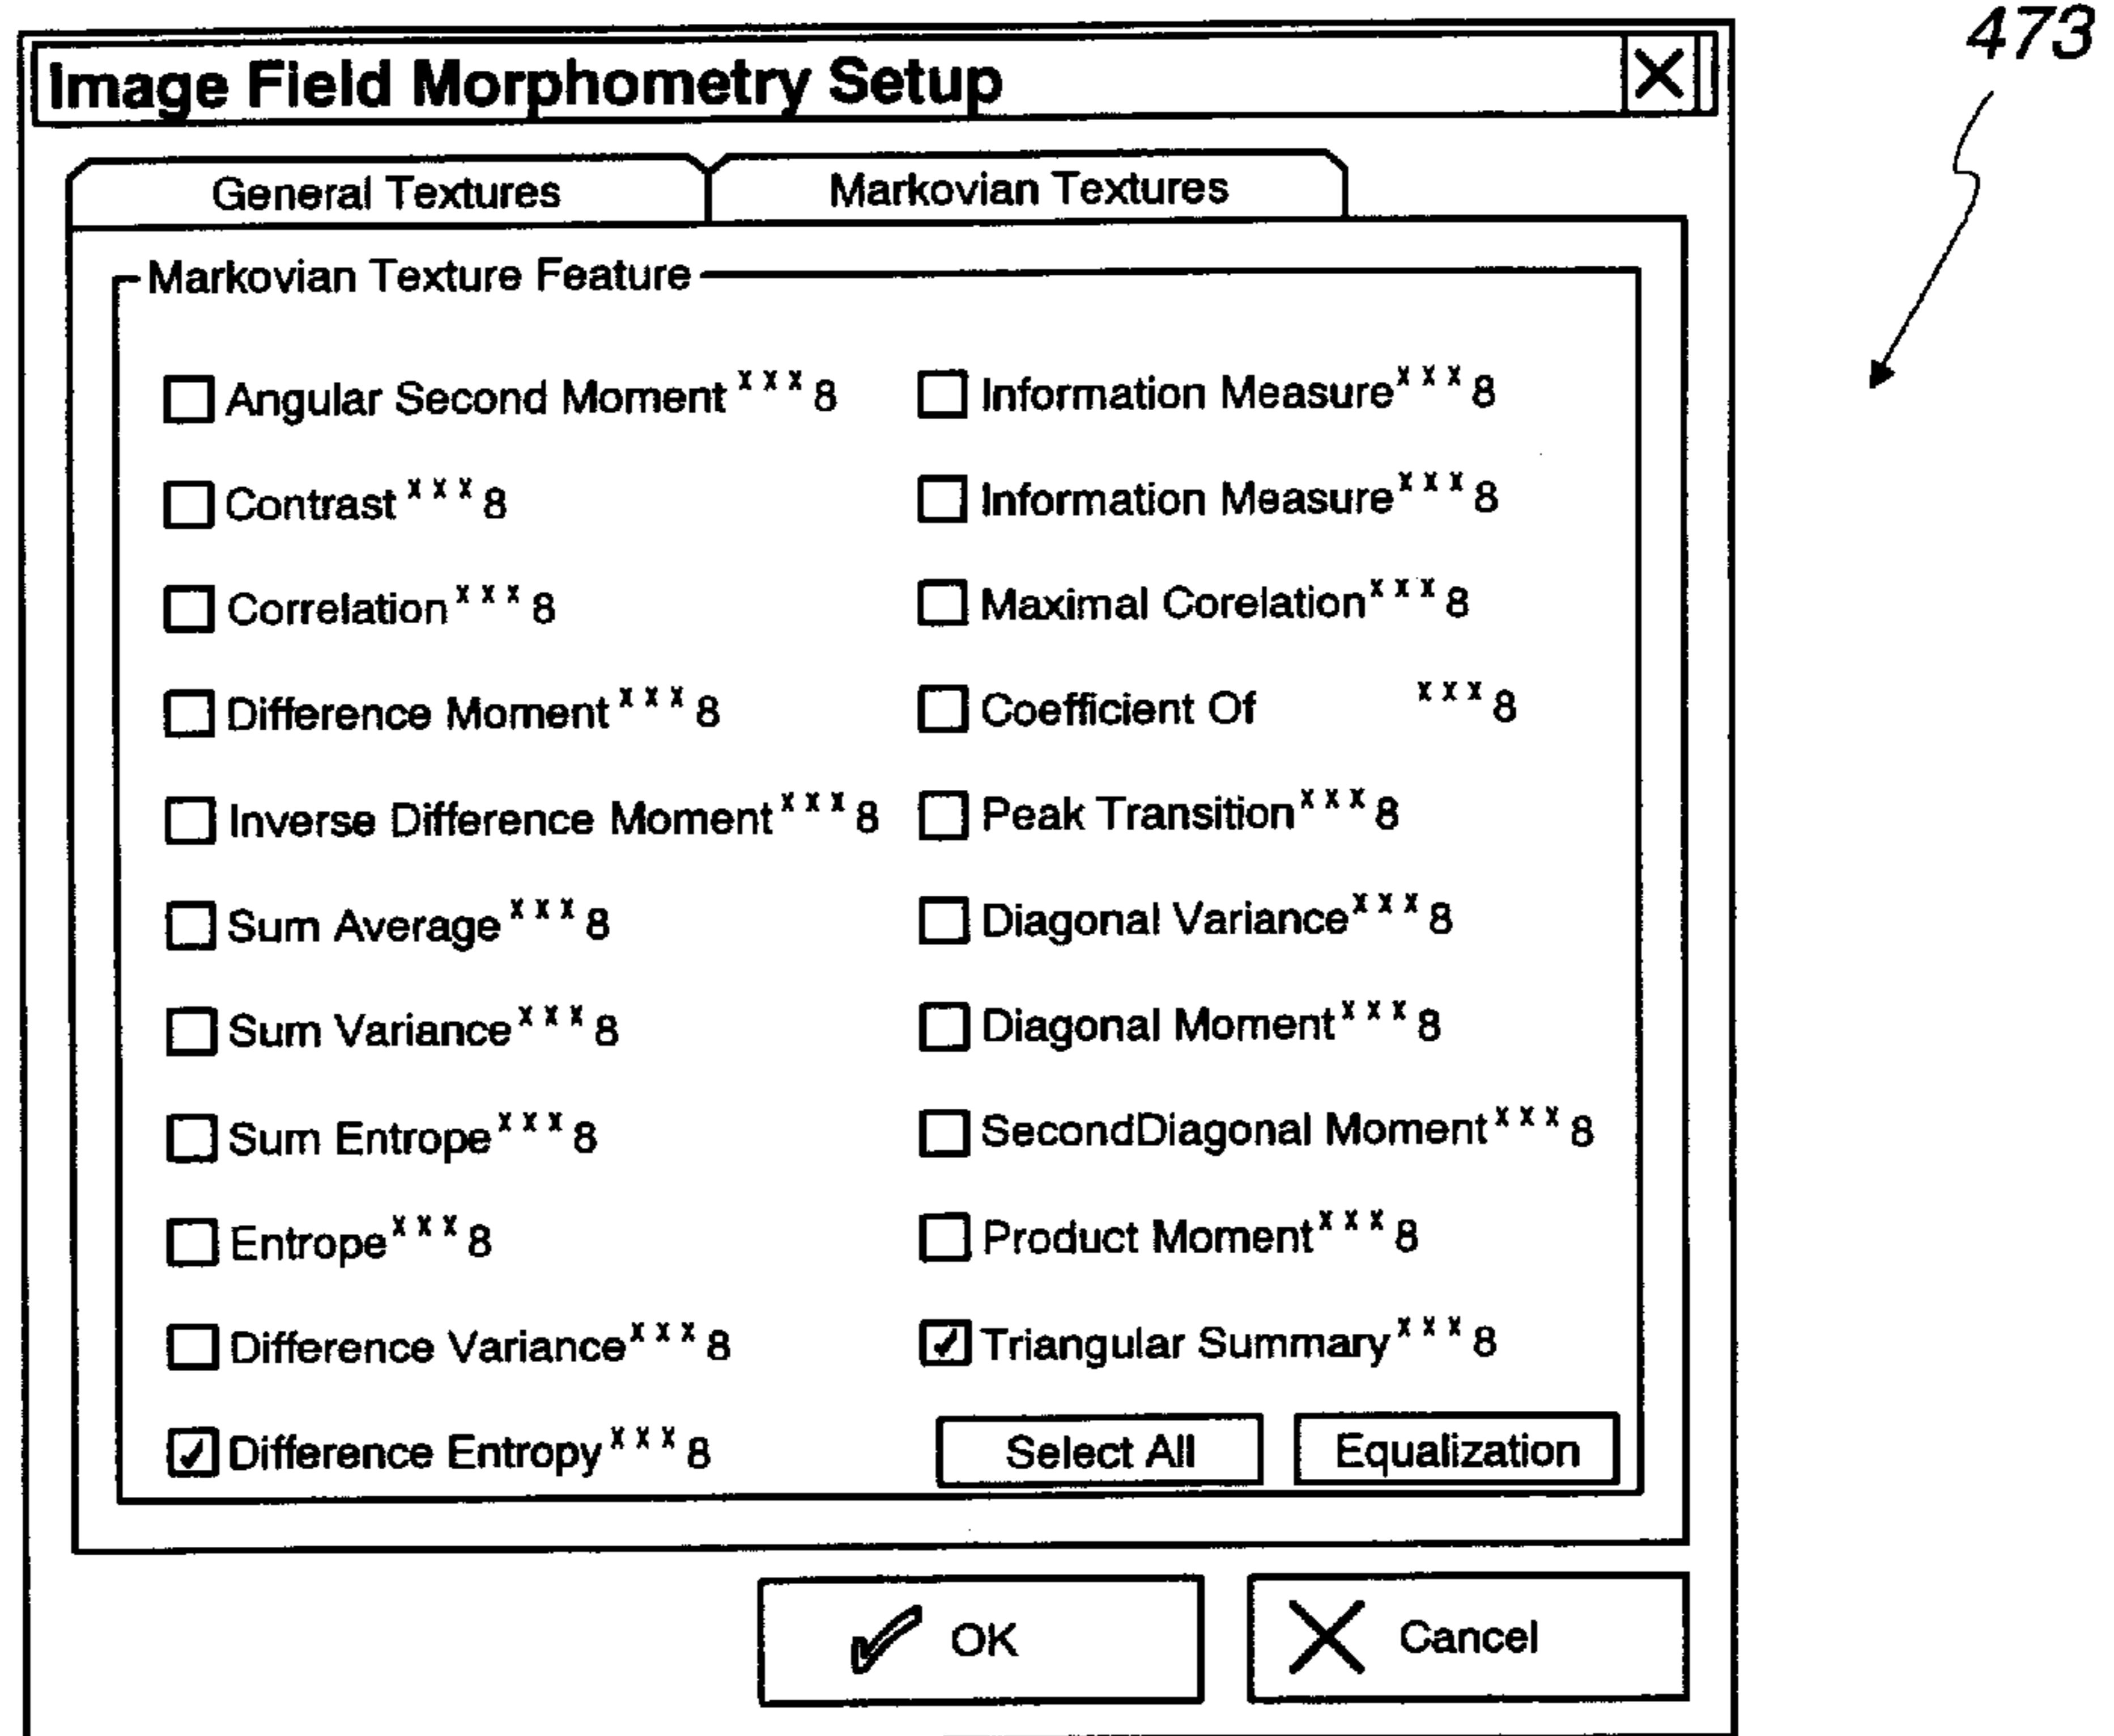 473
Image Field Morphometry Setup
General Textures
Markovian Textures
Markovian Texture Feature
Angular Second Moment xxx 8
Contrast xxx 8
Correlation xxx 8
Difference Moment xxx 8
Inverse Difference Moment xxx 8
Sum Average xxx 8
Sum Variance xxx 8
Sum Entrope xxx 8
Entrope xxx 8
Difference Variance xxx 8
Difference Entropy xxx 8
Information Measure xxx 8
Information Measure xxx 8
Maximal Corelation xxx 8
Coefficient Of xxx 8
Peak Transition xxx 8
Diagonal Variance xxx 8
Diagonal Moment xxx 8
SecondDiagonal Moment xxx 8
Product Moment xxx 8
Triangular Summary xxx 8
Select All
Equalization
OK
Cancel